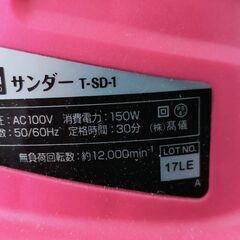 サンダー T-SD-1
圧:AC100V 消費電力:150W
数:50/60Hz 定格時間:30分 (株)髙儀
無負荷回転数:約12,000min⁻¹
LOT NO.
17LE
A